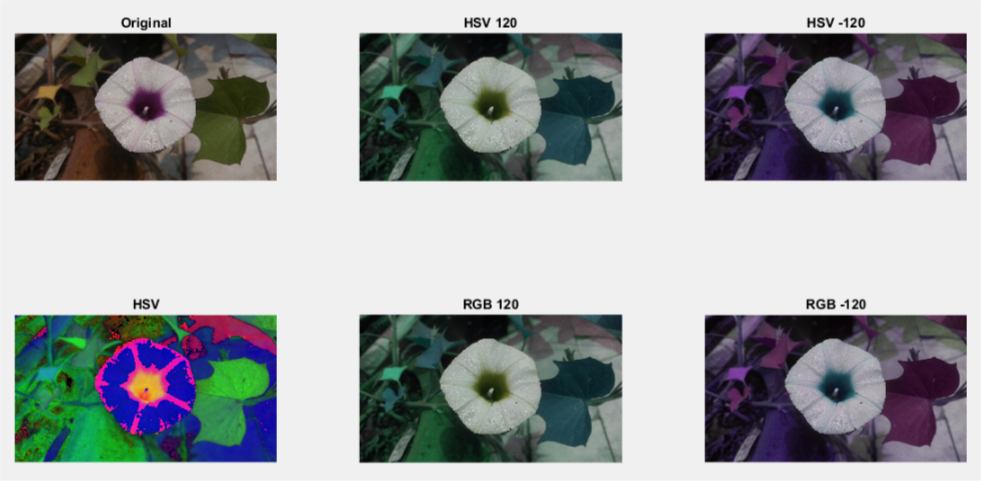 Original
HSV 120
HSV -120
HSV
RGB 120
RGB -120